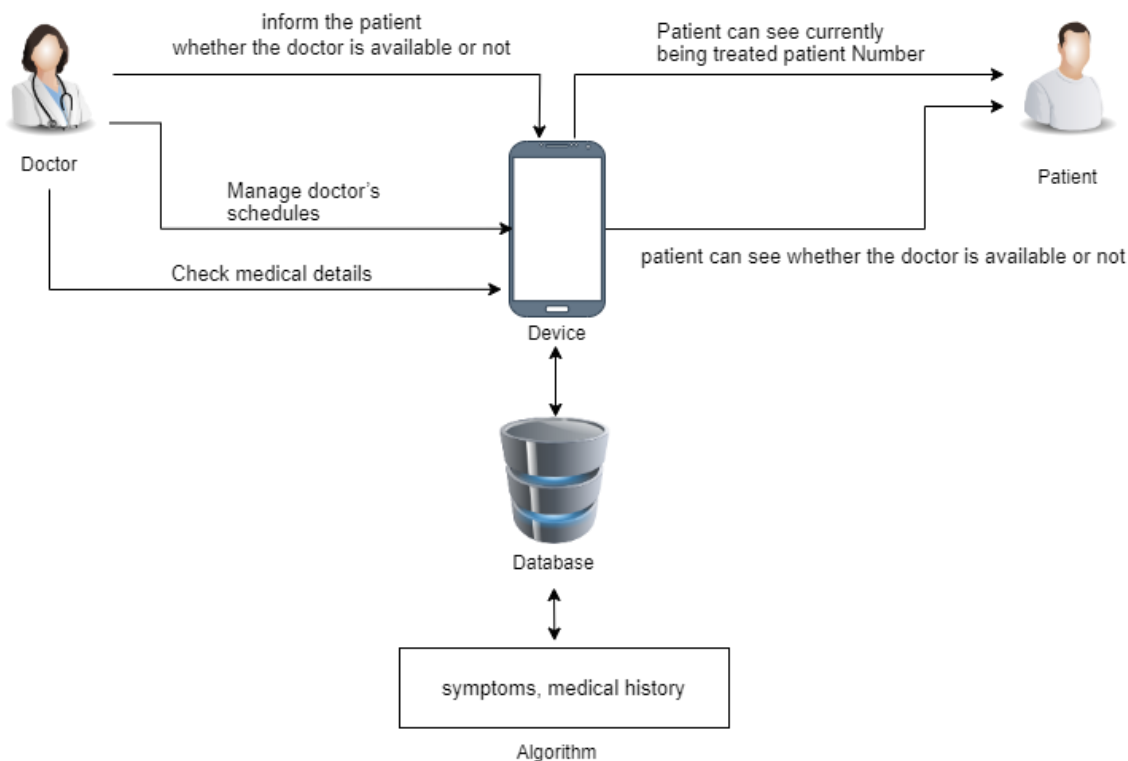 inform the patient
whether the doctor is available or not
Patient can see currently
being treated patient Number
Doctor
Patient
Manage doctor's
schedules
patient can see whether the doctor is available or not
Check medical details
Device
Database
symptoms, medical history
Algorithm